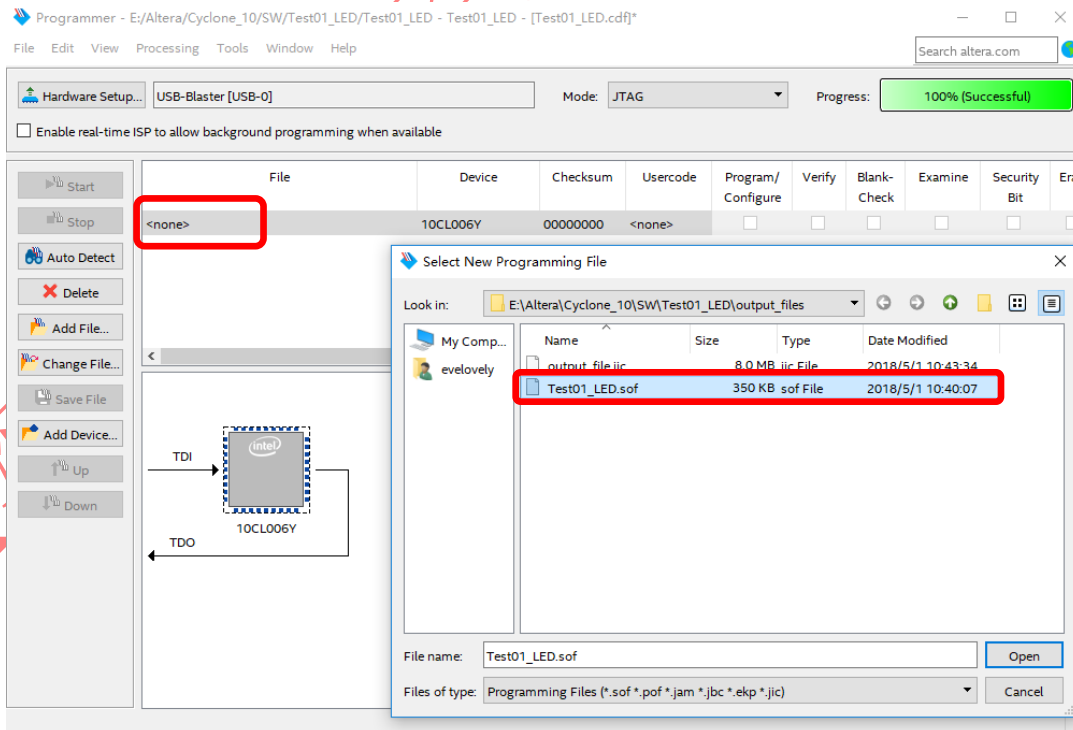 Programmer - E:/Altera/Cyclone_10/SW/Test01_LED/Test01_LED - Test01_LED - [Test01_LED.cdf]*
File Edit View Processing Tools Window Help
Search altera.com
Hardware Setup... USB-Blaster [USB-0] Mode: JTAG Progress: 100% (Successful)
Enable real-time ISP to allow background programming when available
Start
Stop
Auto Detect
Delete
Add File...
Change File...
Save File
Add Device...
Up
Down
File Device Checksum Usercode Program/ Configure Verify Blank- Check Examine Security Bit
<none> 10CL006Y 00000000 <none>
TDI
intel
10CL006Y
TDO
Select New Programming File
Look in: E:\Altera\Cyclone_10\SW\Test01_LED\output_files
My Comp...
evelovely
Name Size Type Date Modified
output_file.jic 8.0 MB jic File 2018/5/1 10:43:34
Test01_LED.sof 350 KB sof File 2018/5/1 10:40:07
File name: Test01_LED.sof Open
Files of type: Programming Files (*.sof *.pof *.jam *.jbc *.ekp *.jic) Cancel